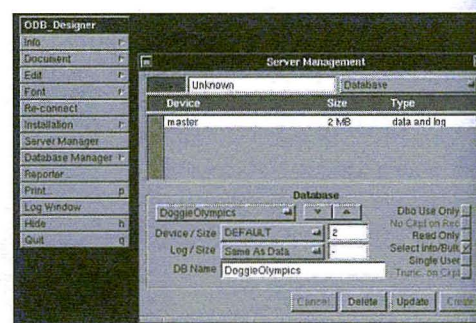 ODB_Designer
Info
Document
Edit
Font
Re-connect
Installation
Server Manager
Database Manager
Reporter
Print p
Log Window
Hide h
Quit q
Server Management
Unknown Database
Device Size Type
master 2 MB data and log
Database
DoggieOlympics
Device / Size DEFAULT 2
Log / Size Same As Data -
DB Name DoggieOlympics
Dbo Use Only
No Ckpt on Rec
Read Only
Select Into/Bulk
Single User
Trunc. on Ckpt
Cancel Delete Update Create